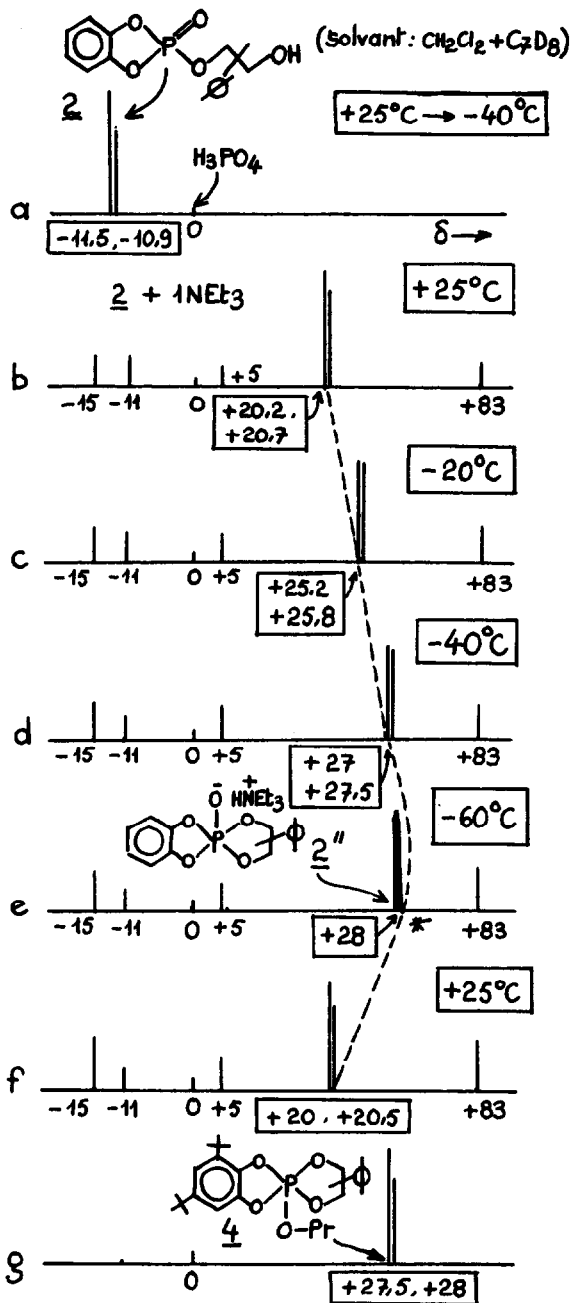 O
O P OH (solvant: CH2Cl2 + C7D8)
O O
2 Ø
+25°C → -40°C
H3PO4
a 0 δ→
-11,5, -10,9
2 + 1NEt3 +25°C
b -15 -11 0 +5 +83
+20,2,
+20,7
-20°C
c -15 -11 0 +5 +83
+25.2
+25,8
-40°C
d -15 -11 0 +5 +83
+27
+27,5
-60°C
Ō HNEt3 +
O P O Φ
O O 2"
e -15 -11 0 +5 +28 * +83
+25°C
f -15 -11 0 +5 +83
+20, +20,5
O P O Φ
O O
4 O-Pr
g 0
+27,5, +28